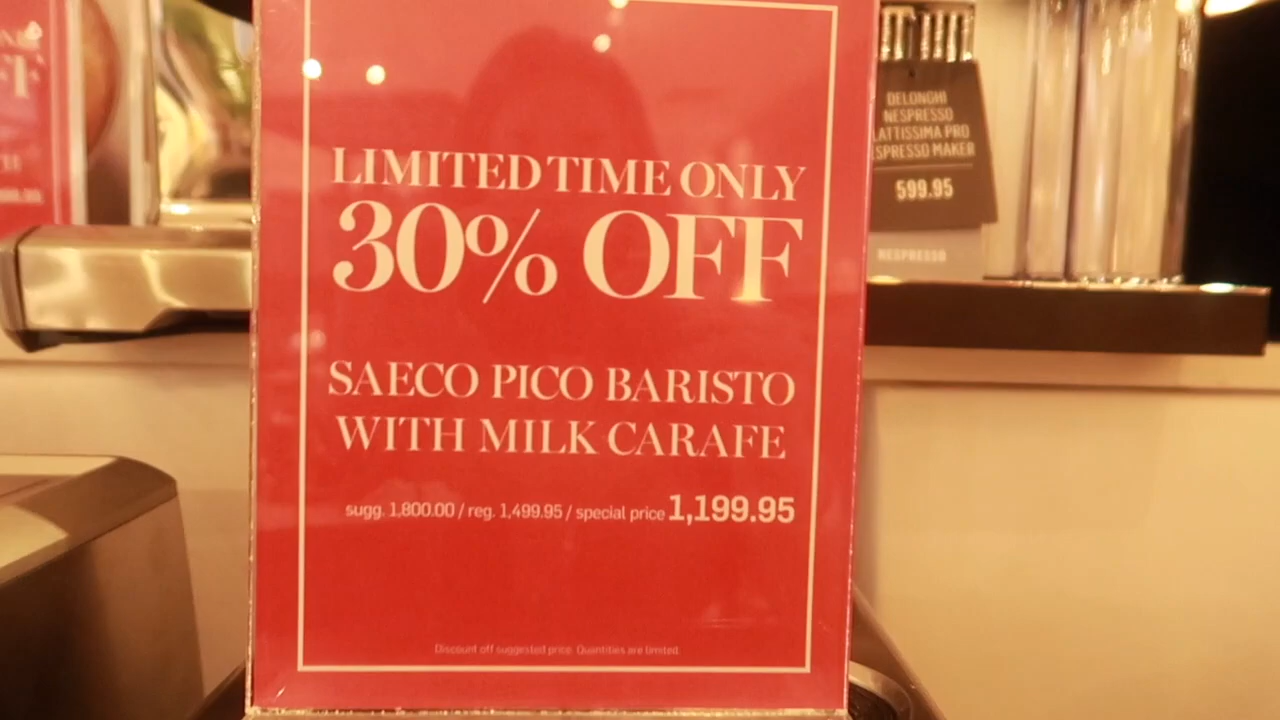 LIMITED TIME ONLY
30% OFF
SAECO PICO BARISTO
WITH MILK CARAFE
sugg. 1,800.00 / reg. 1,499.95 / special price 1,199.95
Discount off suggested price. Quantities are limited.
DELONGHI
NESPRESSO
LATTISSIMA PRO
ESPRESSO MAKER
599.95
NESPRESSO